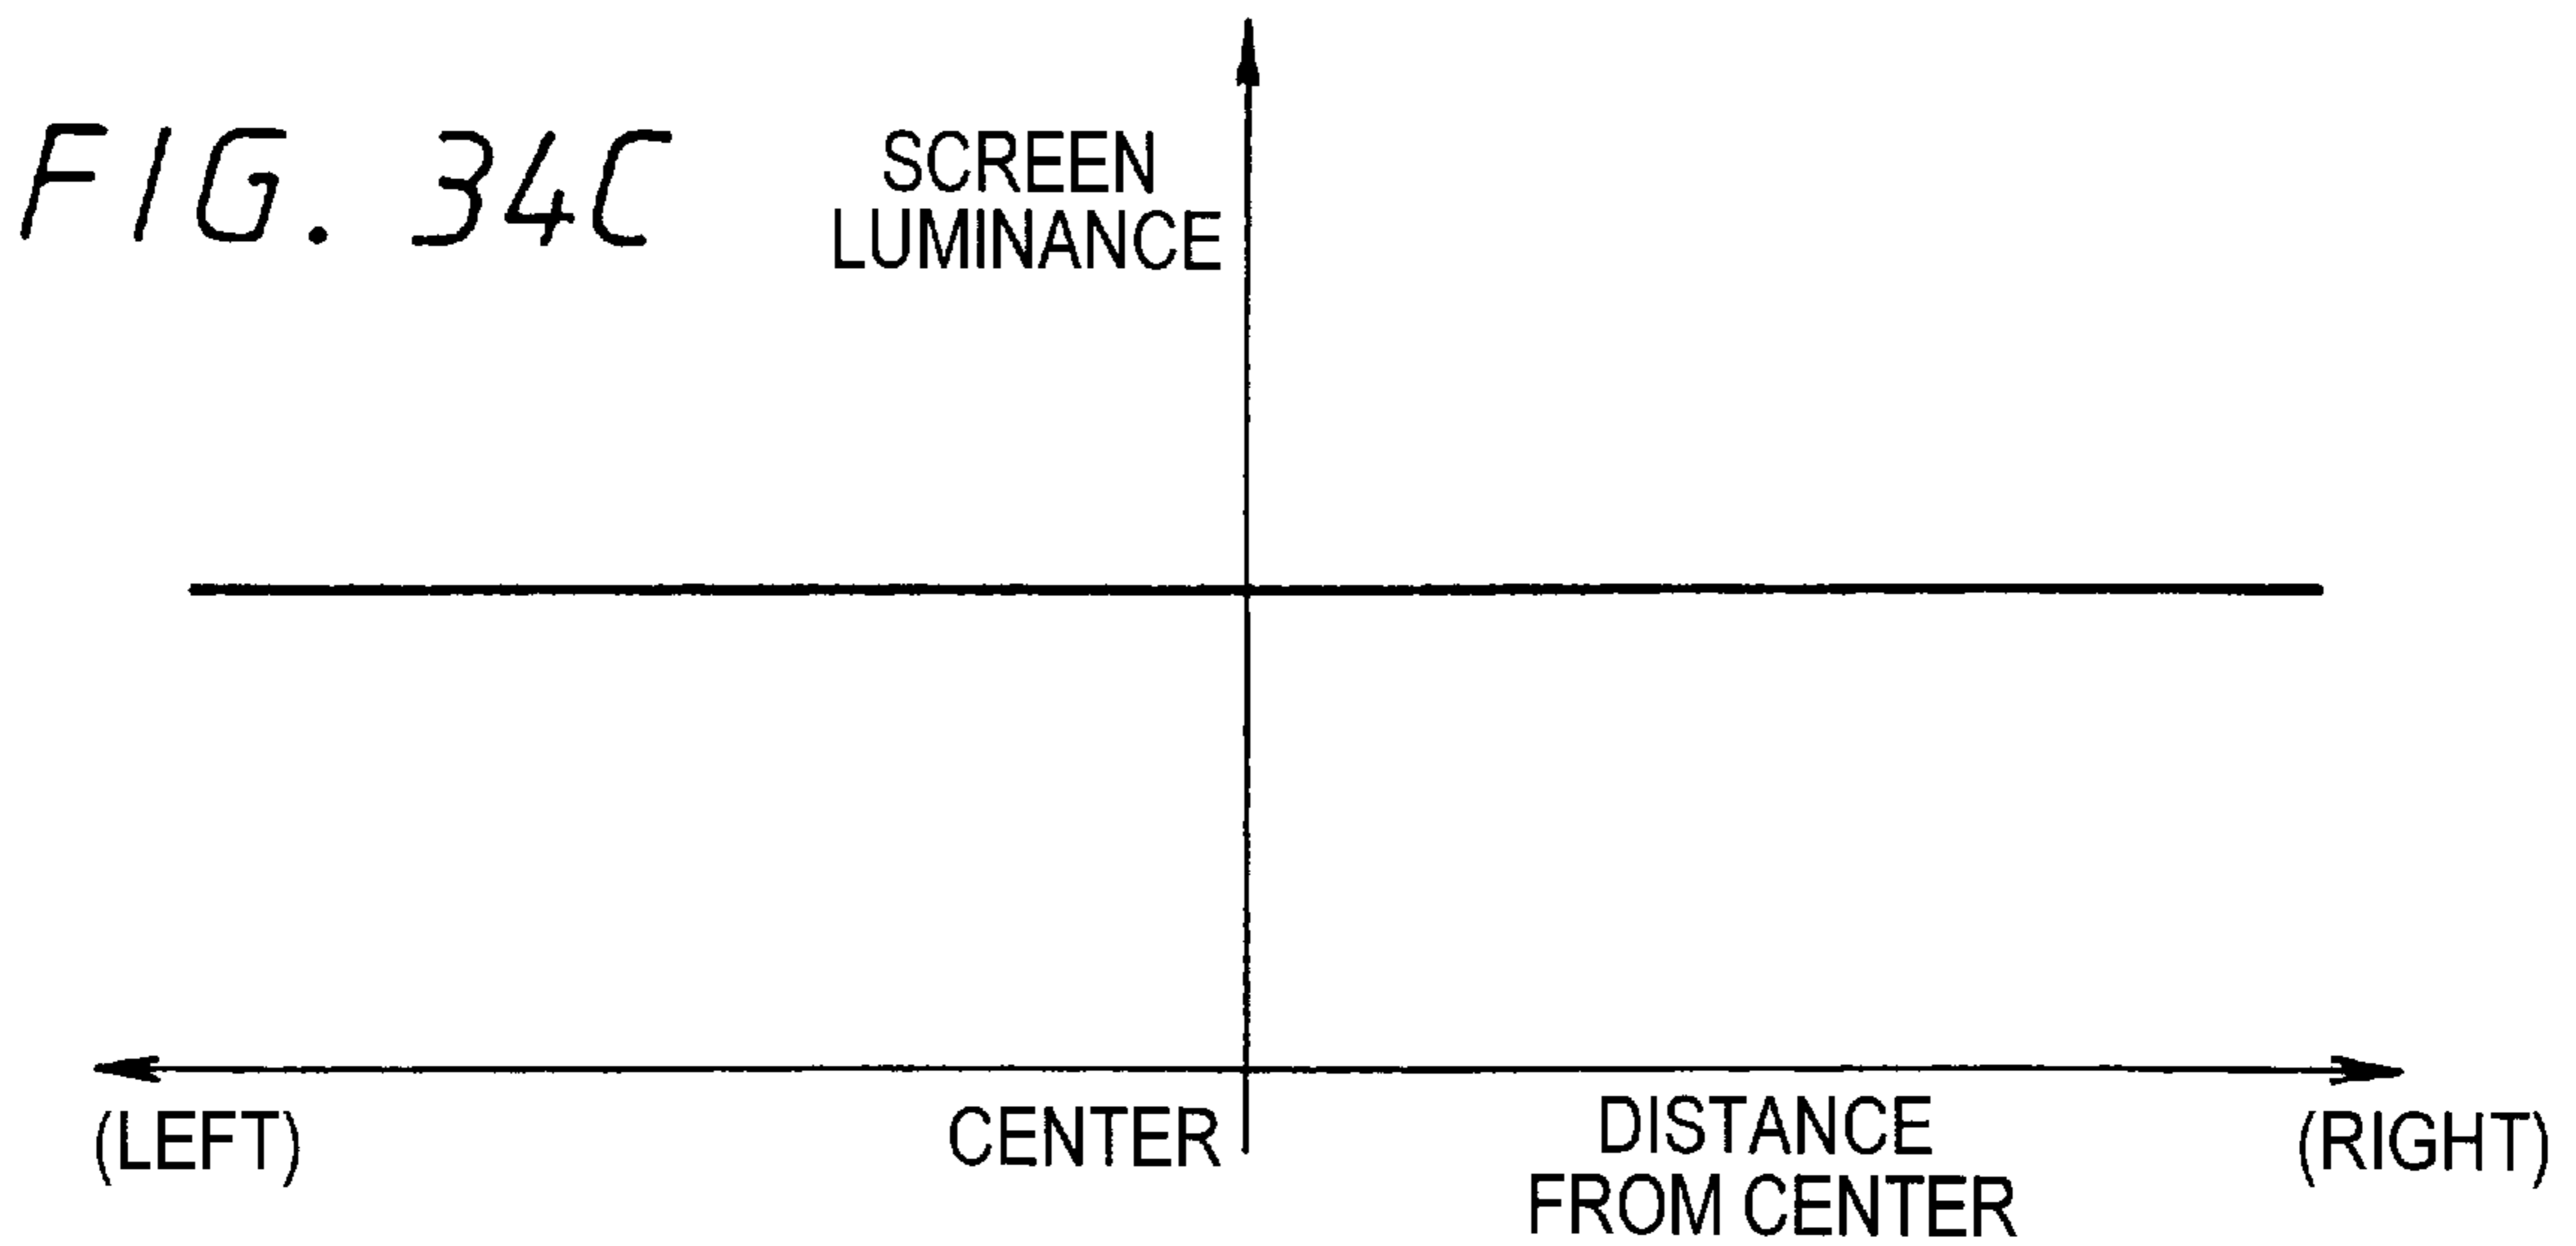 FIG. 34C
SCREEN
LUMINANCE
(LEFT)
CENTER
DISTANCE
FROM CENTER
(RIGHT)